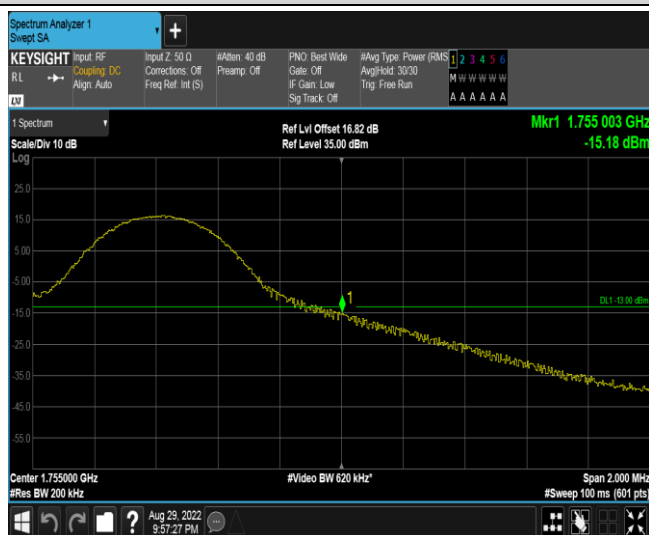 Spectrum Analyzer 1
Swept SA
KEYSIGHT
RL
LXI
Input: RF
Coupling: DC
Align: Auto
Input Z: 50 Ω
Corrections: Off
Freq Ref: Int (S)
#Atten: 40 dB
Preamp: Off
PNO: Best Wide
Gate: Off
IF Gain: Low
Sig Track: Off
#Avg Type: Power (RMS
Avg|Hold: 30/30
Trig: Free Run
1 2 3 4 5 6
M W W W W W
A A A A A A
1 Spectrum
Scale/Div 10 dB
Ref Lvl Offset 16.82 dB
Ref Level 35.00 dBm
Mkr1 1.755 003 GHz
-15.18 dBm
Log
25.0
15.0
5.00
-5.00
-15.0
-25.0
-35.0
-45.0
-55.0
1
DL1 -13.00 dBm
Center 1.755000 GHz
#Res BW 200 kHz
#Video BW 620 kHz*
Span 2.000 MHz
#Sweep 100 ms (601 pts)
?
Aug 29, 2022
9:57:27 PM